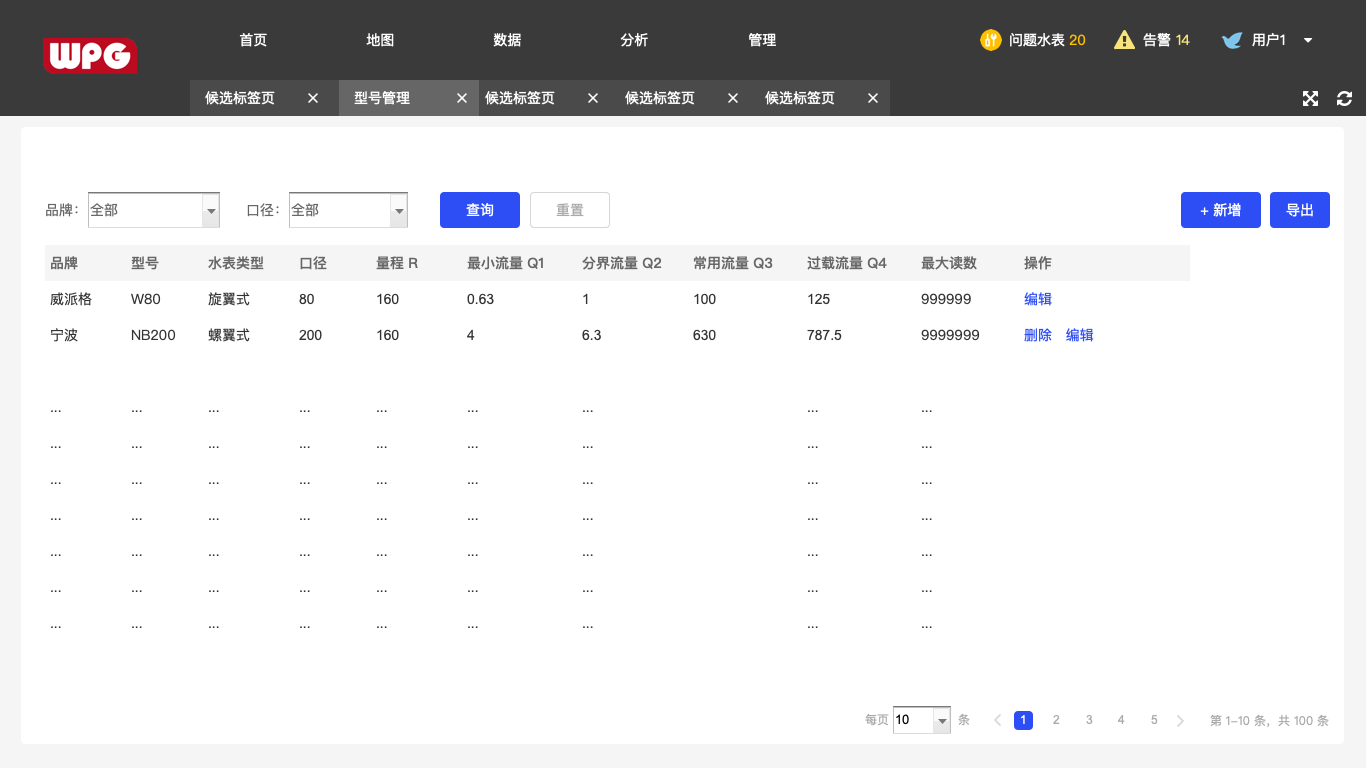 WPG 首页 地图 数据 分析 管理 问题水表 20 告警 14 用户1
候选标签页 型号管理 候选标签页 候选标签页 候选标签页
品牌： 全部 口径： 全部 查询 重置 + 新增 导出
品牌 型号 水表类型 口径 量程 R 最小流量 Q1 分界流量 Q2 常用流量 Q3 过载流量 Q4 最大读数 操作
威派格 W80 旋翼式 80 160 0.63 1 100 125 999999 编辑
宁波 NB200 螺翼式 200 160 4 6.3 630 787.5 9999999 删除 编辑
... ... ... ... ... ... ... ... ...
... ... ... ... ... ... ... ... ...
... ... ... ... ... ... ... ... ...
... ... ... ... ... ... ... ... ...
... ... ... ... ... ... ... ... ...
... ... ... ... ... ... ... ... ...
... ... ... ... ... ... ... ... ...
每页 10 条 1 2 3 4 5 第 1-10 条，共 100 条